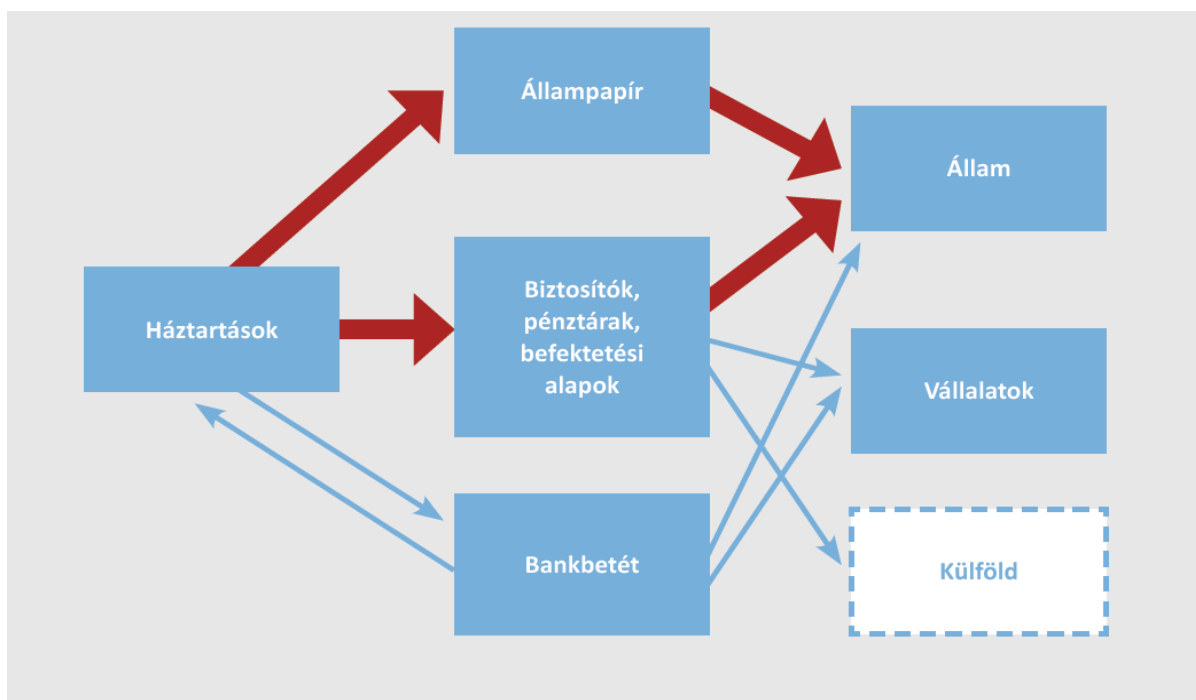 Állampapír
Állam
Háztartások
Biztosítók,
pénztárak,
befektetési
alapok
Vállalatok
Bankbetét
Külföld